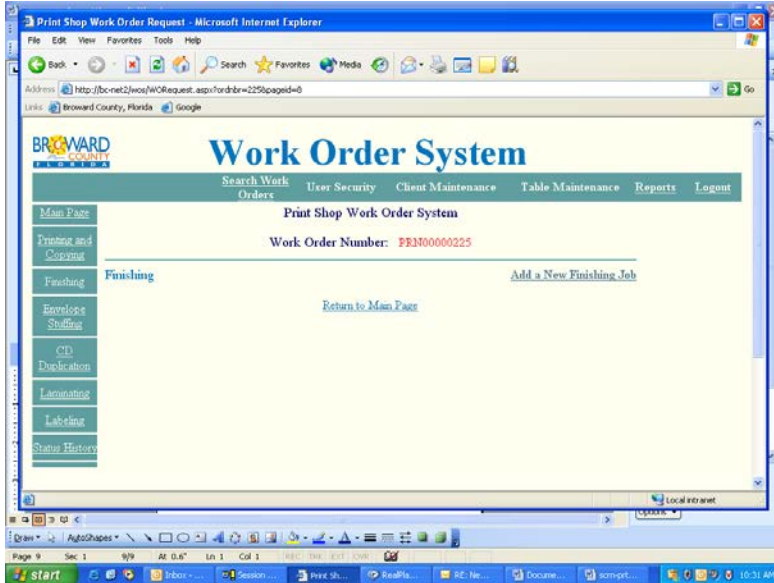 Print Shop Work Order Request - Microsoft Internet Explorer
File Edit View Favorites Tools Help
Back Search Favorites Media
Address http://bc-net2/wos/WORequest.aspx?ordnbr=225&pageid=8 Go
Links Broward County, Florida Google
BROWARD
COUNTY
FLORIDA
Work Order System
Search Work
Orders
User Security Client Maintenance Table Maintenance Reports Logout
Main Page
Print Shop Work Order System
Printing and
Copying
Work Order Number: PRN00000225
Finishing
Finishing Add a New Finishing Job
Envelope
Stuffing
Return to Main Page
CD
Duplication
Laminating
Labeling
Status History
Local intranet
Options
Draw AutoShapes
Page 9 Sec 1 9/9 At 0.6" Ln 1 Col 1 REC TRK EXT OVR
start Inbox - ... Session ... Print Sh... RealPla... RE: Ne... Docume... scrn-prt... 10:31 AM